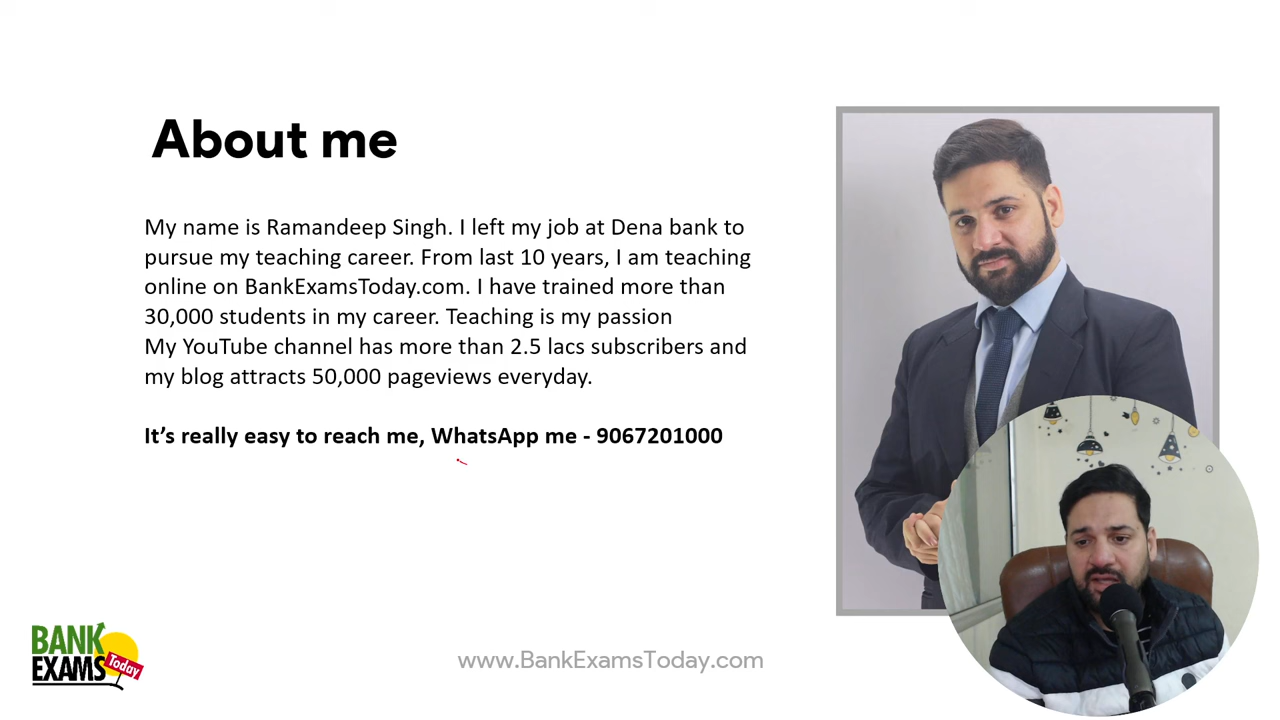 About me
My name is Ramandeep Singh. I left my job at Dena bank to
pursue my teaching career. From last 10 years, I am teaching
online on BankExamsToday.com. I have trained more than
30,000 students in my career. Teaching is my passion
My YouTube channel has more than 2.5 lacs subscribers and
my blog attracts 50,000 pageviews everyday.
It’s really easy to reach me, WhatsApp me - 9067201000
BANK
EXAMS
Today
www.BankExamsToday.com